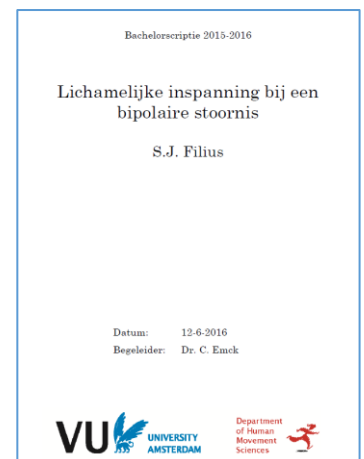 Bachelorscriptie 2015-2016
Lichamelijke inspanning bij een
bipolaire stoornis
S.J. Filius
Datum: 12-6-2016
Begeleider: Dr. C. Emck
VU UNIVERSITY
AMSTERDAM
Department
of Human
Movement
Sciences